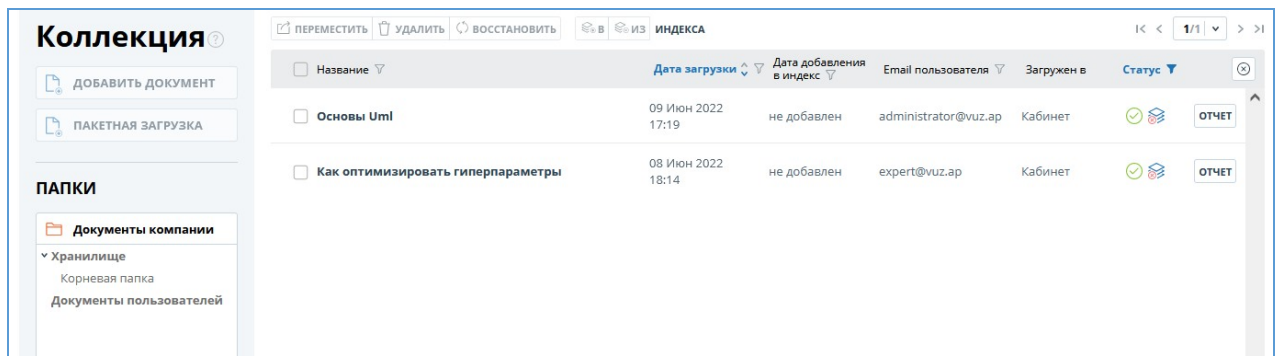 Коллекция
ДОБАВИТЬ ДОКУМЕНТ
ПАКЕТНАЯ ЗАГРУЗКА
ПАПКИ
Документы компании
Хранилище
Корневая папка
Документы пользователей
ПЕРЕМЕСТИТЬ УДАЛИТЬ ВОССТАНОВИТЬ В ИЗ ИНДЕКСА 1/1
Название Дата загрузки Дата добавления в индекс Email пользователя Загружен в Статус
Основы Uml 09 Июн 2022 17:19 не добавлен administrator@vuz.ap Кабинет ОТЧЕТ
Как оптимизировать гиперпараметры 08 Июн 2022 18:14 не добавлен expert@vuz.ap Кабинет ОТЧЕТ